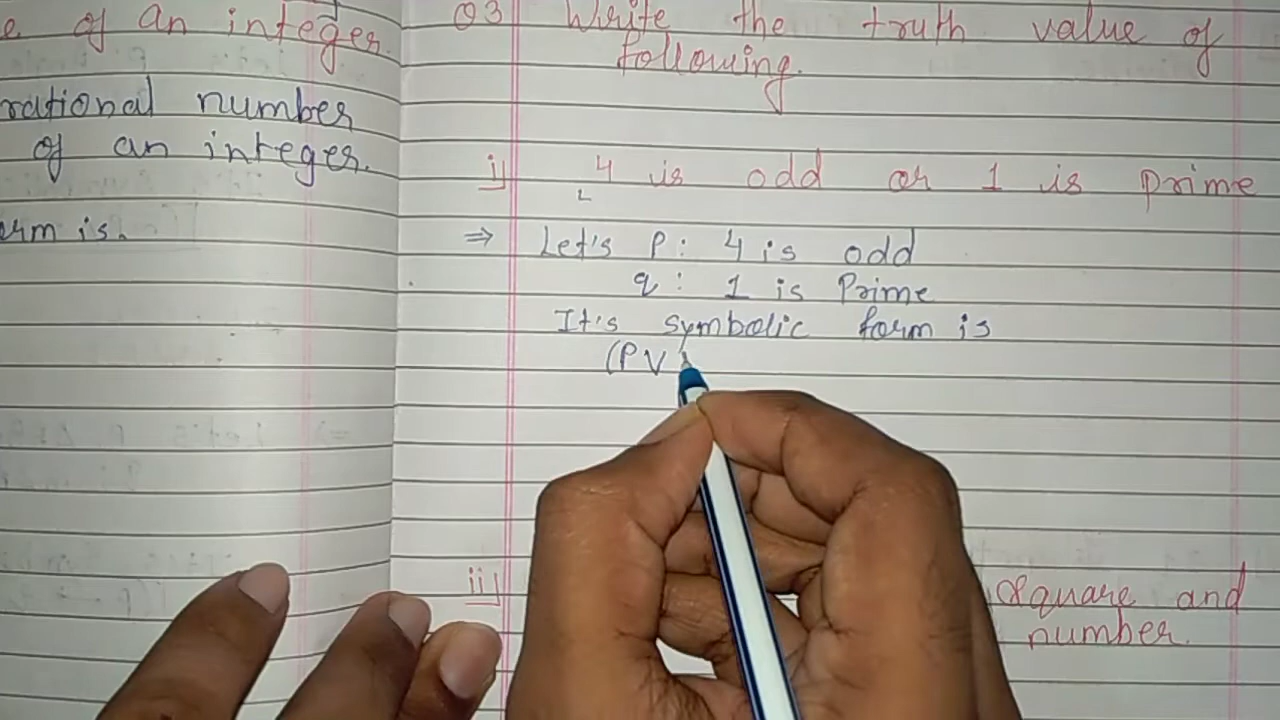 e of an integer.
rational number
of an integer.
orm is.
Q3 Write the truth value of
following.
i) 4 is odd or 1 is prime
⇒ Let's P: 4 is odd
q: 1 is Prime
It's symbolic form is
(P V
ii) square and
number.